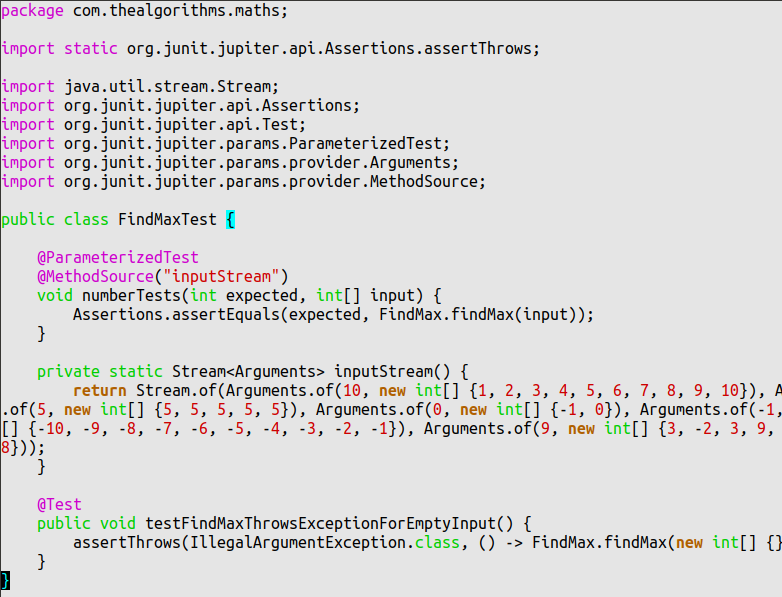 package com.thealgorithms.maths;

import static org.junit.jupiter.api.Assertions.assertThrows;

import java.util.stream.Stream;
import org.junit.jupiter.api.Assertions;
import org.junit.jupiter.api.Test;
import org.junit.jupiter.params.ParameterizedTest;
import org.junit.jupiter.params.provider.Arguments;
import org.junit.jupiter.params.provider.MethodSource;

public class FindMaxTest {

    @ParameterizedTest
    @MethodSource("inputStream")
    void numberTests(int expected, int[] input) {
        Assertions.assertEquals(expected, FindMax.findMax(input));
    }

    private static Stream<Arguments> inputStream() {
        return Stream.of(Arguments.of(10, new int[] {1, 2, 3, 4, 5, 6, 7, 8, 9, 10}), A
.of(5, new int[] {5, 5, 5, 5, 5}), Arguments.of(0, new int[] {-1, 0}), Arguments.of(-1,
[] {-10, -9, -8, -7, -6, -5, -4, -3, -2, -1}), Arguments.of(9, new int[] {3, -2, 3, 9,
8}));
    }

    @Test
    public void testFindMaxThrowsExceptionForEmptyInput() {
        assertThrows(IllegalArgumentException.class, () -> FindMax.findMax(new int[] {}
    }
}